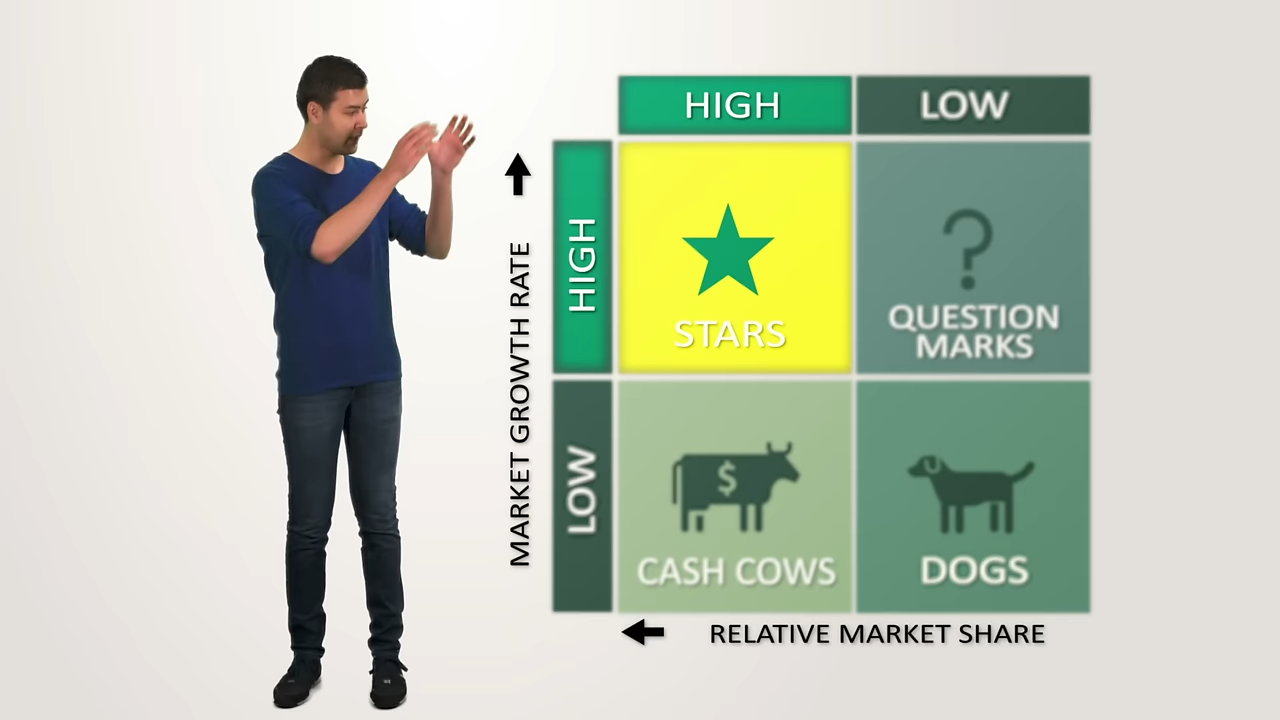 HIGH
LOW
HIGH
STARS
?
QUESTION
MARKS
MARKET GROWTH RATE
LOW
$
CASH COWS
DOGS
RELATIVE MARKET SHARE